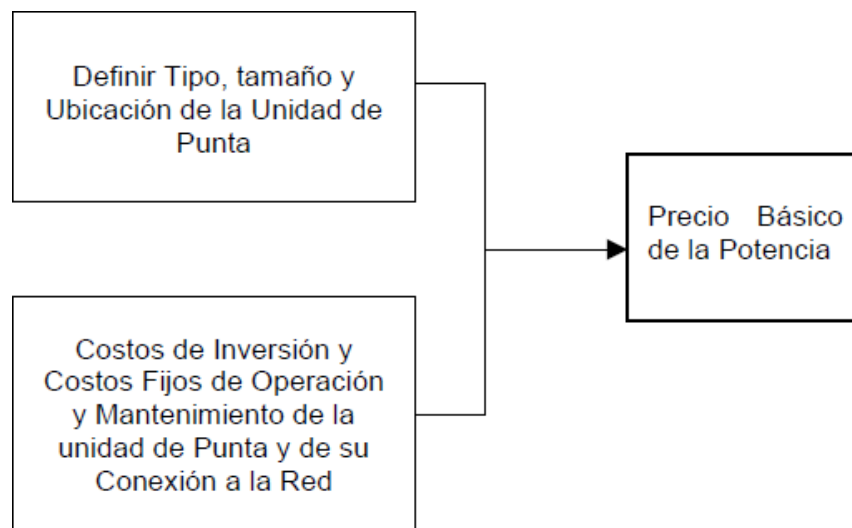 Definir Tipo, tamaño y
Ubicación de la Unidad de
Punta
Precio Básico
de la Potencia
Costos de Inversión y
Costos Fijos de Operación
y Mantenimiento de la
unidad de Punta y de su
Conexión a la Red